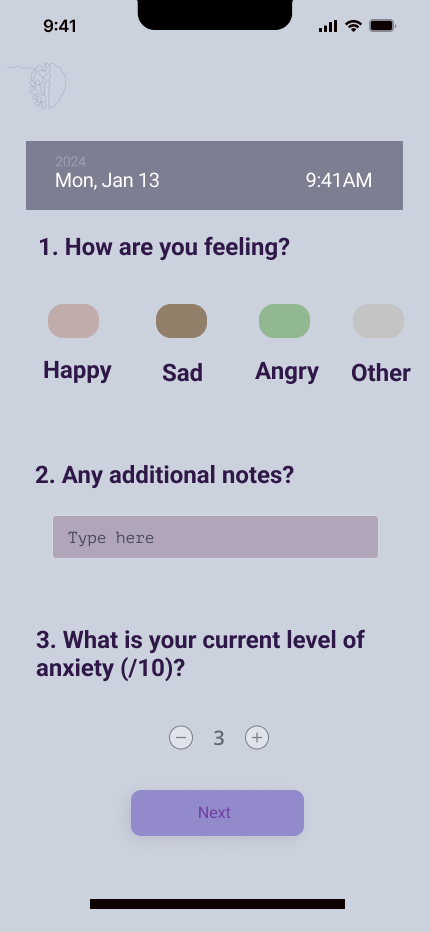 9:41
2024
Mon, Jan 13 9:41AM
1. How are you feeling?
Happy Sad Angry Other
2. Any additional notes?
Type here
3. What is your current level of
anxiety (/10)?
3
Next